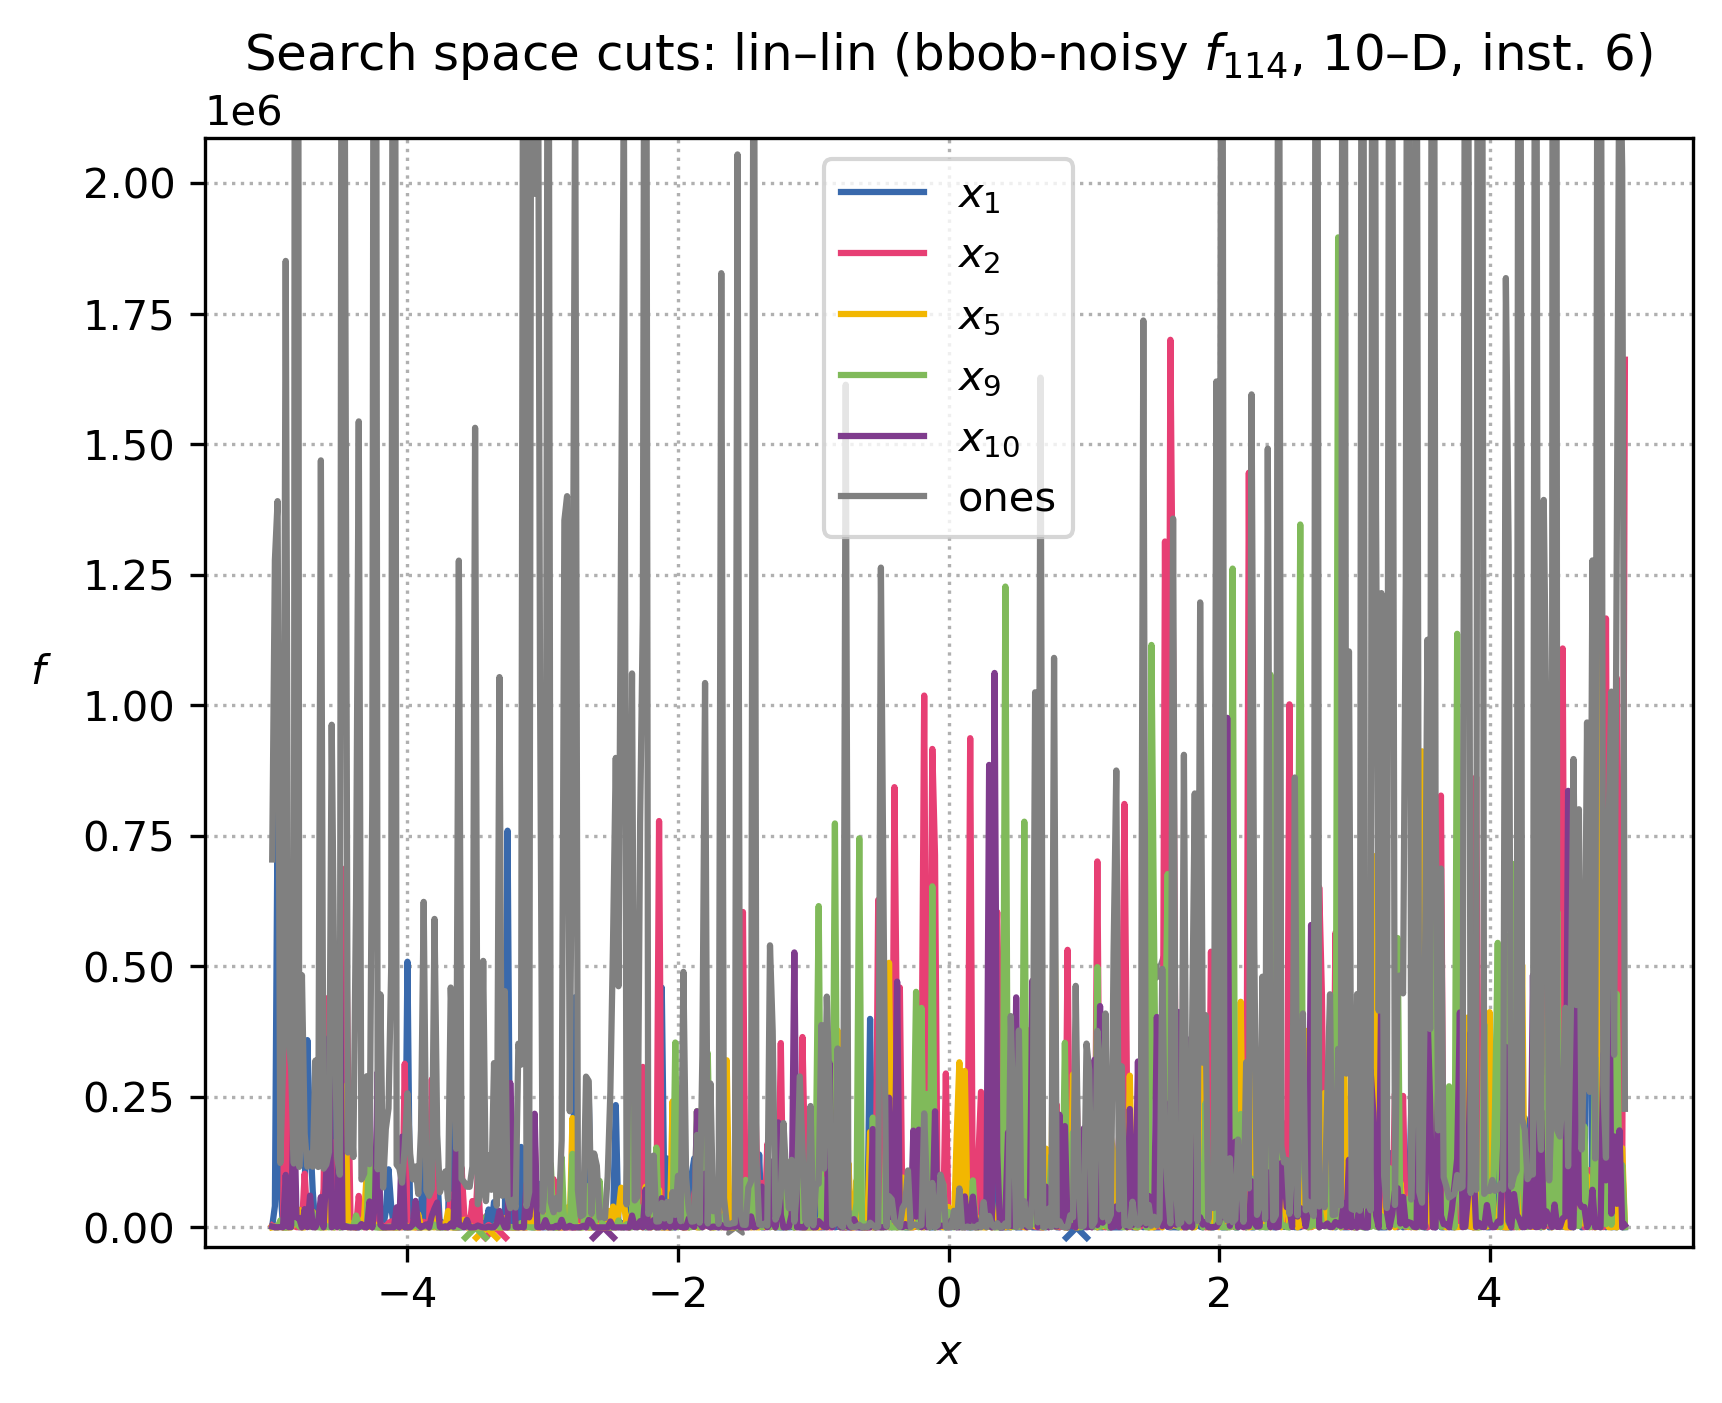 Search space cuts: lin–lin (bbob-noisy f₁₁₄, 10–D, inst. 6)
1e6
2.00
1.75
1.50
1.25
1.00
0.75
0.50
0.25
0.00
f
x₁
x₂
x₅
x₉
x₁₀
ones
−4 −2 0 2 4
x